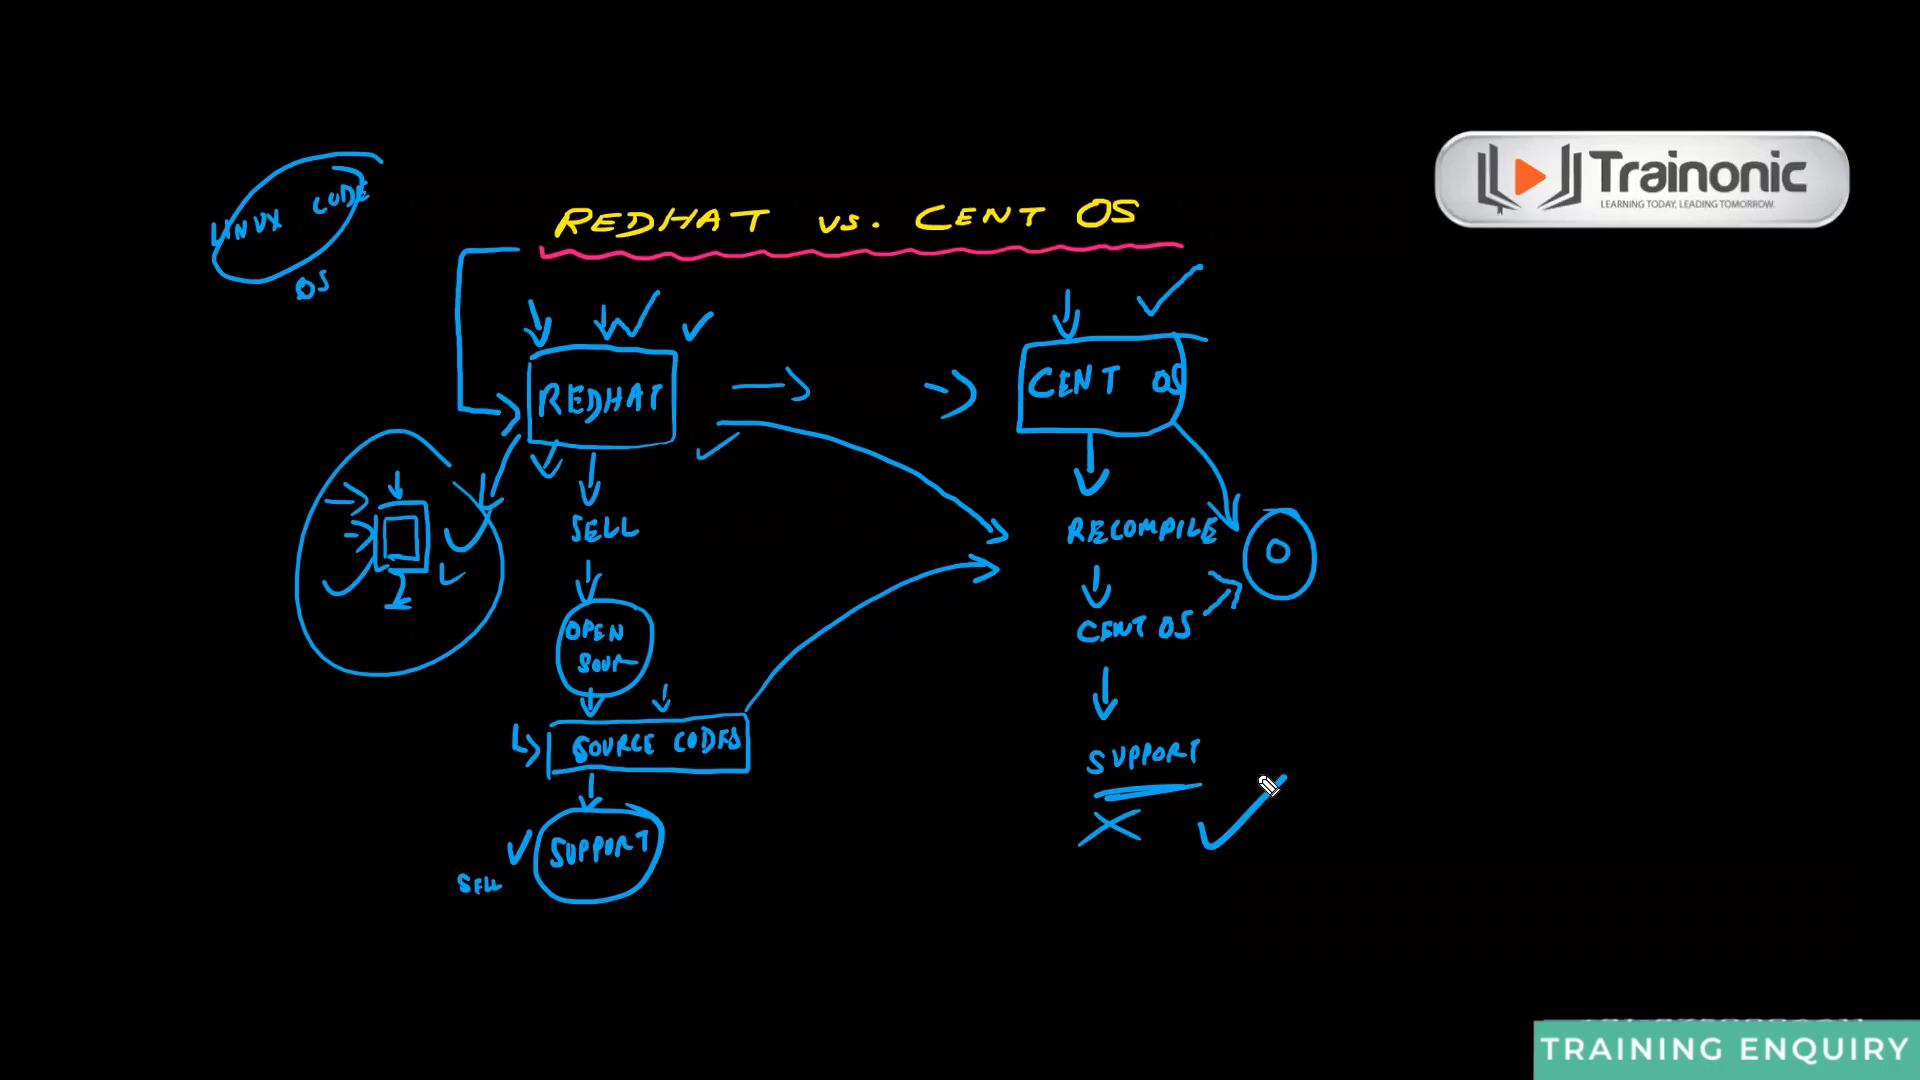 Trainonic
LEARNING TODAY, LEADING TOMORROW.
LINUX CODE
OS
REDHAT vs. CENT OS
REDHAT
CENT OS
SELL
RECOMPILE
OPEN
SOUR
CENT OS
SOURCE CODES
SUPPORT
SUPPORT
SELL
TRAINING ENQUIRY